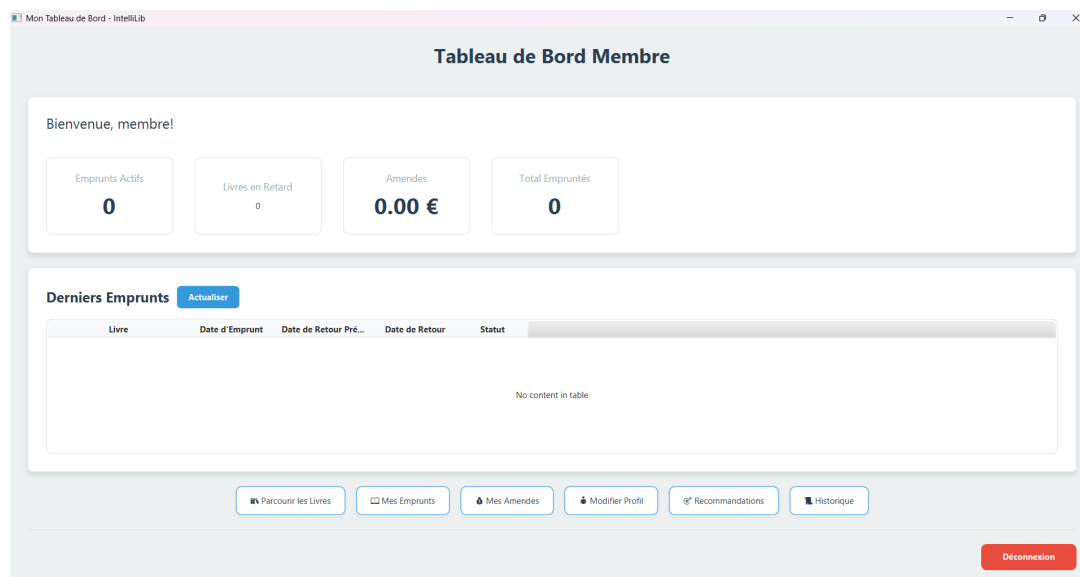 Mon Tableau de Bord - IntelliLib
Tableau de Bord Membre
Bienvenue, membre!
Emprunts Actifs
0
Livres en Retard
0
Amendes
0.00 €
Total Empruntés
0
Derniers Emprunts
Actualiser
Livre Date d'Emprunt Date de Retour Pré... Date de Retour Statut
No content in table
Parcourir les Livres Mes Emprunts Mes Amendes Modifier Profil Recommandations Historique
Déconnexion